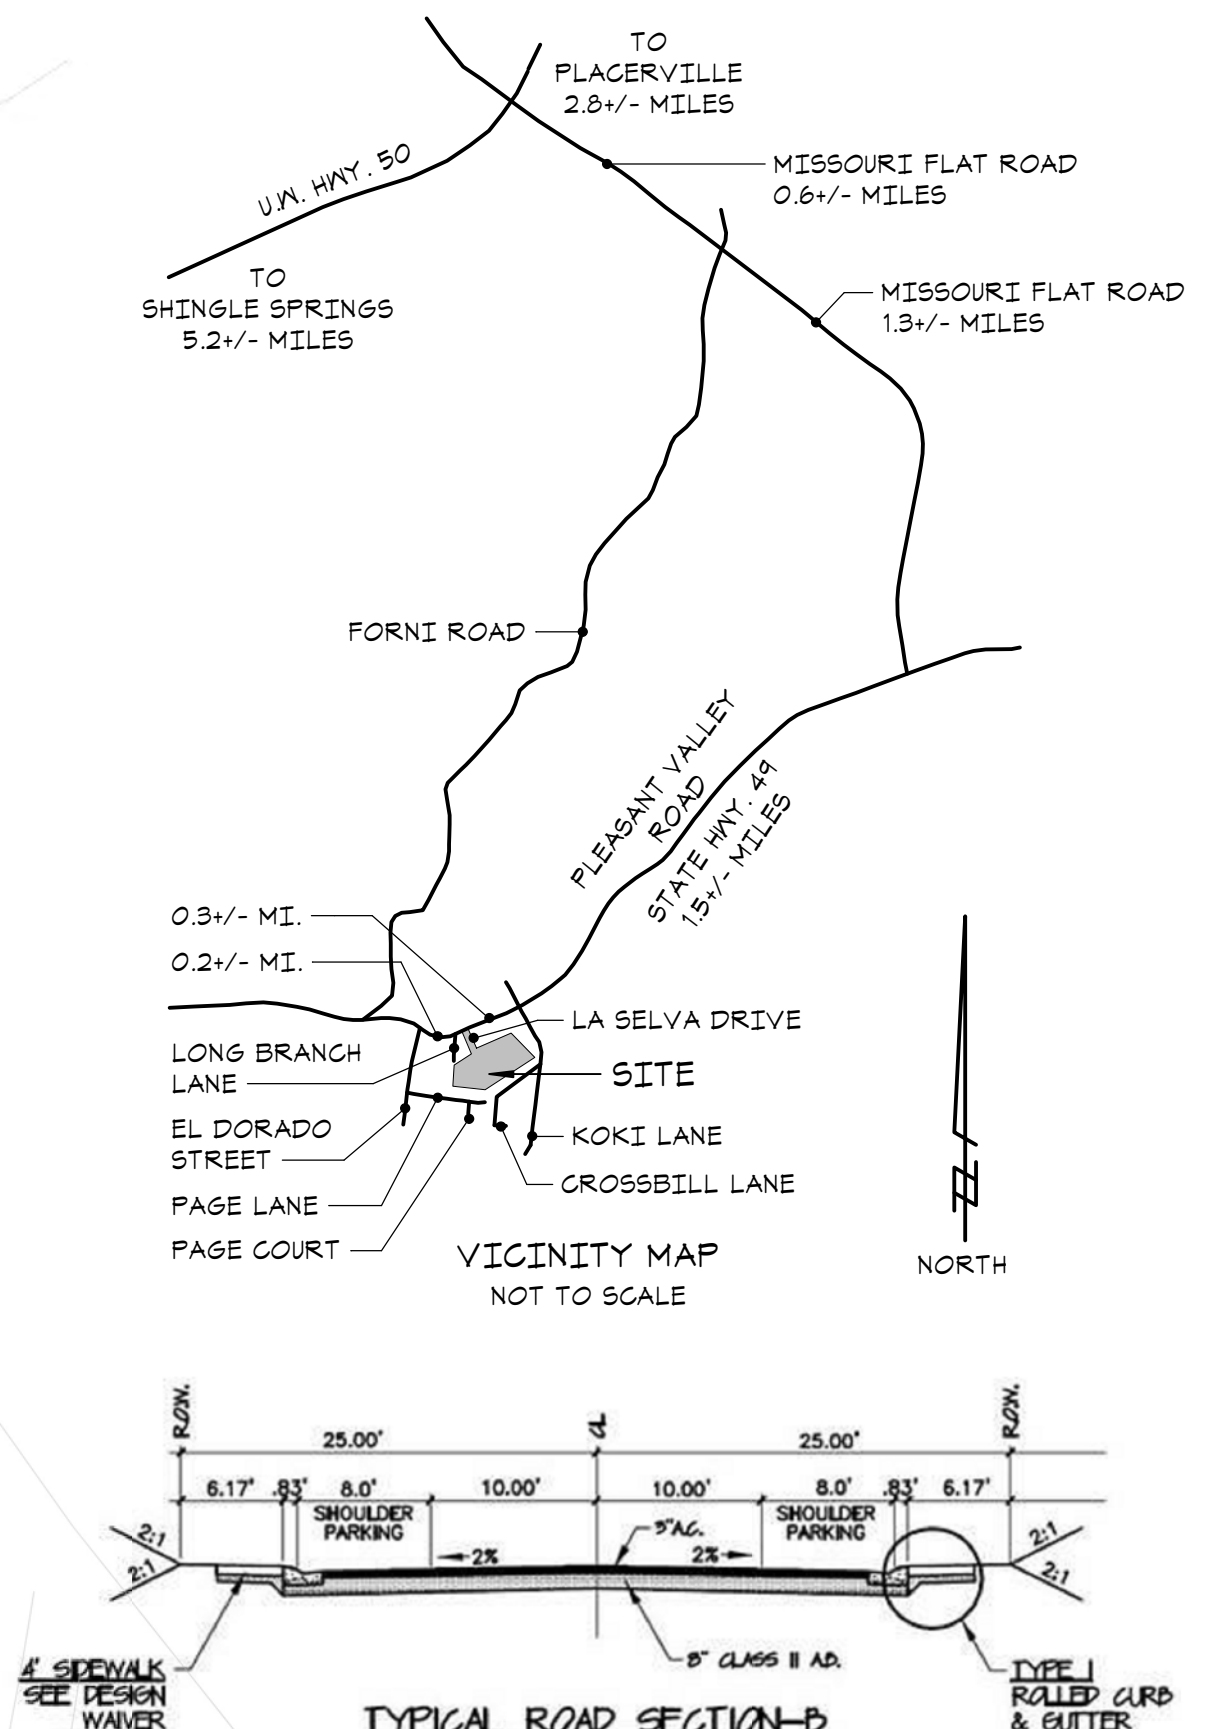 TO
PLACERVILLE
2.8+/- MILES
U.W. HWY. 50
MISSOURI FLAT ROAD
0.6+/- MILES
TO
SHINGLE SPRINGS
5.2+/- MILES
MISSOURI FLAT ROAD
1.3+/- MILES
FORNI ROAD
PLEASANT VALLEY
ROAD
STATE HWY. 49
1.5+/- MILES
0.3+/- MI.
0.2+/- MI.
LA SELVA DRIVE
LONG BRANCH
LANE
SITE
EL DORADO
STREET
KOKI LANE
CROSSBILL LANE
PAGE LANE
PAGE COURT
VICINITY MAP
NOT TO SCALE
NORTH
R.O.W. CL R.O.W.
25.00' 25.00'
6.17' .83' 8.0' 10.00' 10.00' 8.0' .83' 6.17'
SHOULDER
PARKING
SHOULDER
PARKING
3"A.C.
2:1 2% 2% 2:1
2:1 2:1
8" CLASS II A.B.
4' SIDEWALK
SEE DESIGN
WAIVER
TYPE 1
ROLLED CURB
& GUTTER
TYPICAL ROAD SECTION-B